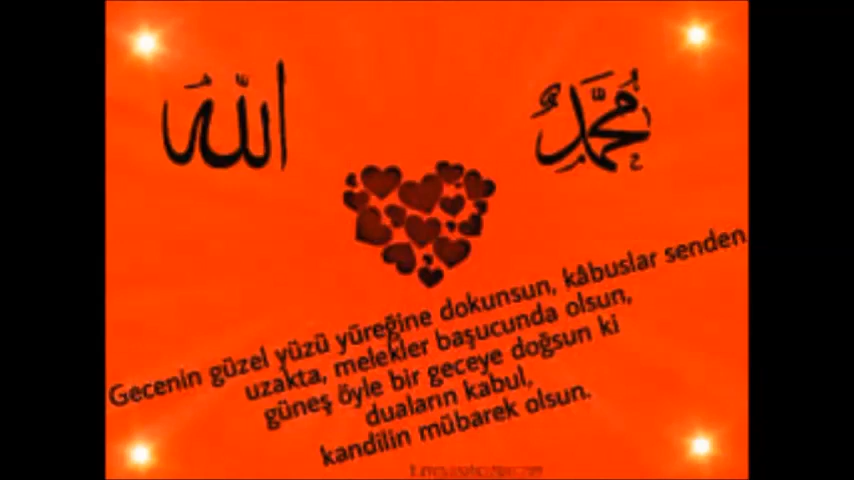 الله
محمد
Gecenin güzel yüzü yüreğine dokunsun, kâbuslar senden
uzakta, melekler başucunda olsun,
güneş öyle bir geceye doğsun ki
duaların kabul,
kandilin mübarek olsun.